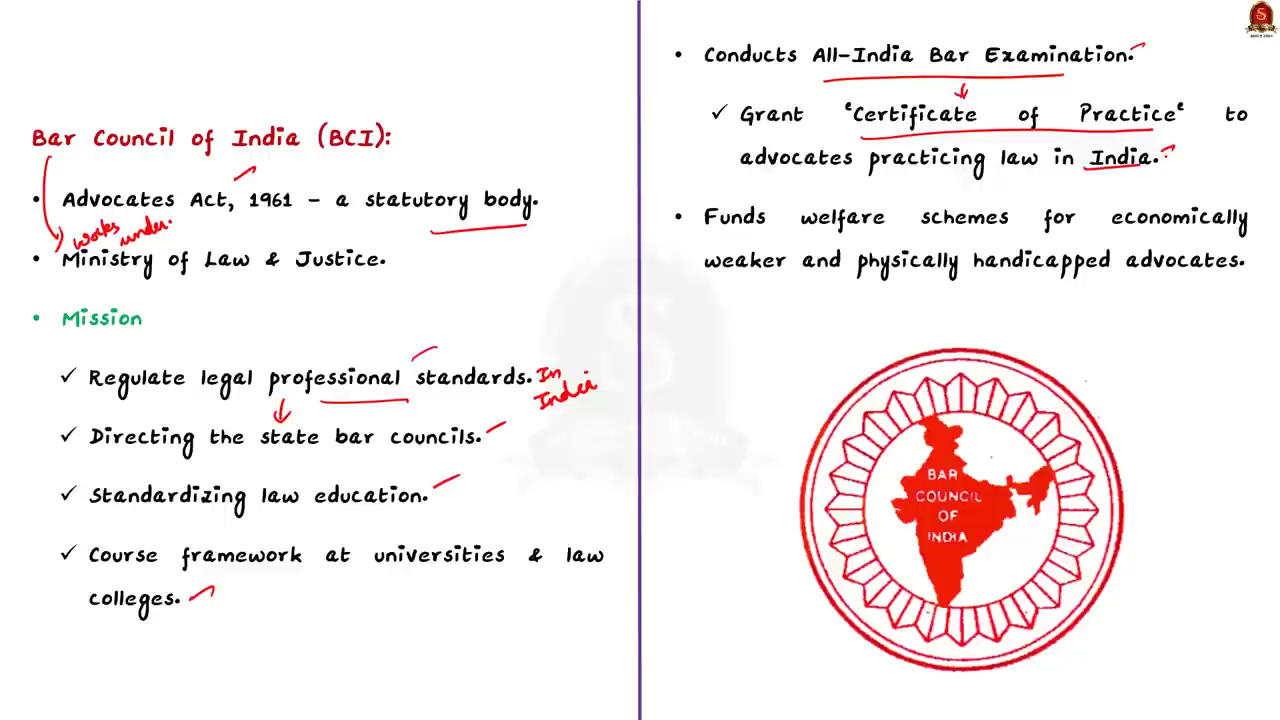 Bar Council of India (BCI):
• Advocates Act, 1961 – a statutory body.
works under.
• Ministry of Law & Justice.
• Mission
✓ Regulate legal professional standards. In
India
✓ Directing the state bar councils.
✓ Standardizing law education.
✓ Course framework at universities & law
colleges.
• Conducts All-India Bar Examination.
✓ Grant ‘Certificate of Practice‘ to
advocates practicing law in India.
• Funds welfare schemes for economically
weaker and physically handicapped advocates.
BAR
COUNCIL
OF
INDIA